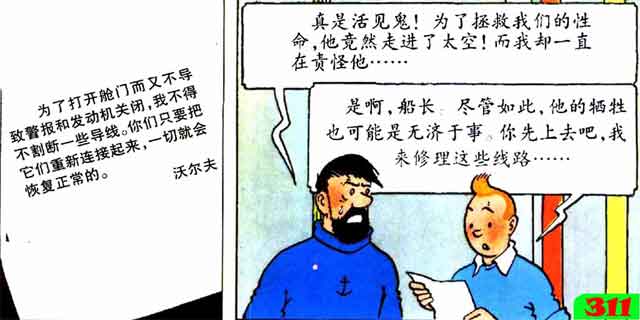 为了打开舱门而又不导
致警报和发动机关闭,我不得
不割断一些导线。你们只要把
它们重新连接起来,一切就会
恢复正常的。
沃尔夫
真是活见鬼!为了拯救我们的性
命,他竟然走进了太空!而我却一直
在责怪他……
是啊,船长。尽管如此,他的牺牲
也可能是无济于事。你先上去吧,我
来修理这些线路……
311